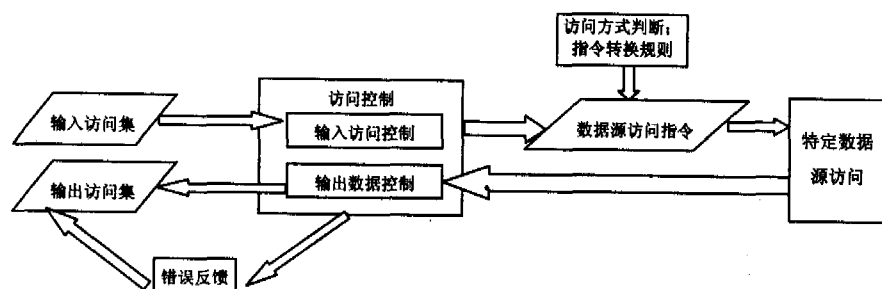 访问方式判断；
指令转换规则
访问控制
输入访问集
输入访问控制
数据源访问指令
特定数据
源访问
输出访问集
输出数据控制
错误反馈